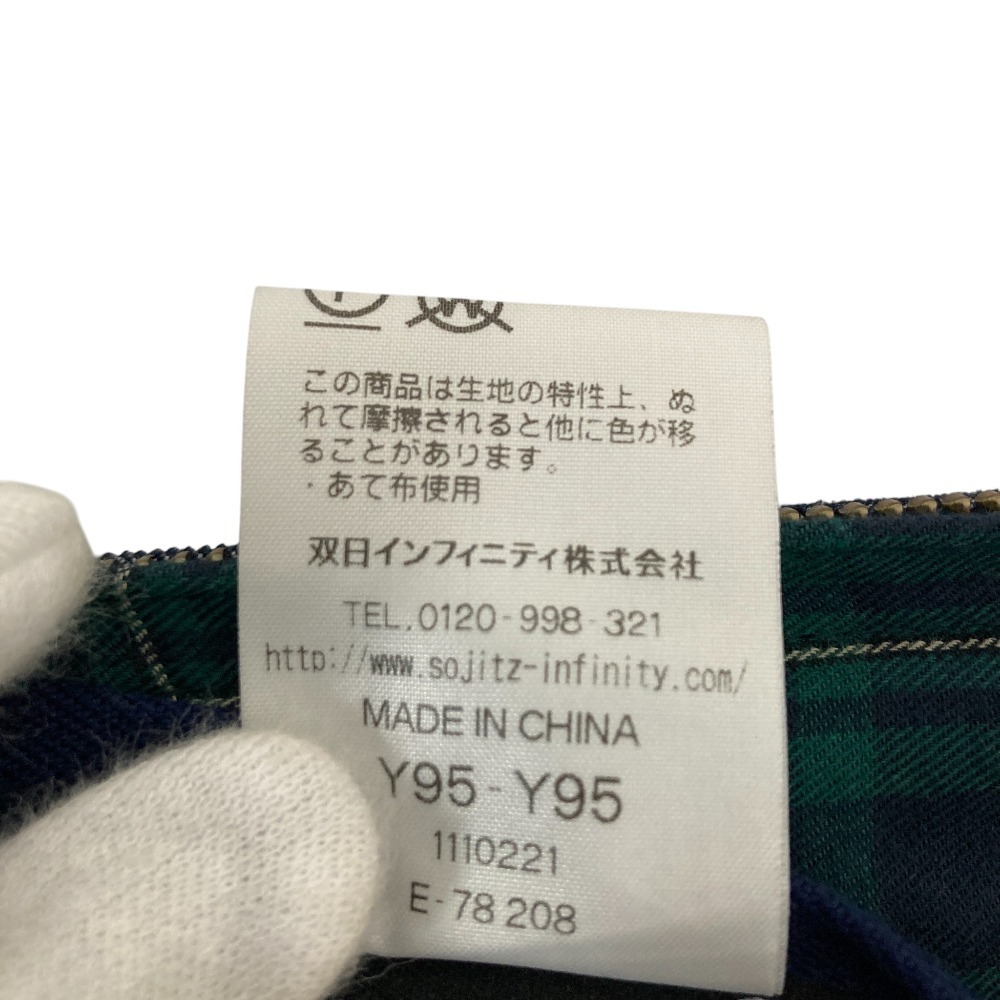 この商品は生地の特性上、ぬ
れて摩擦されると他に色が移
ることがあります。
・あて布使用
双日インフィニティ株式会社
TEL.0120-998-321
http://www.sojitz-infinity.com/
MADE IN CHINA
Y95-Y95
1110221
E-78 208